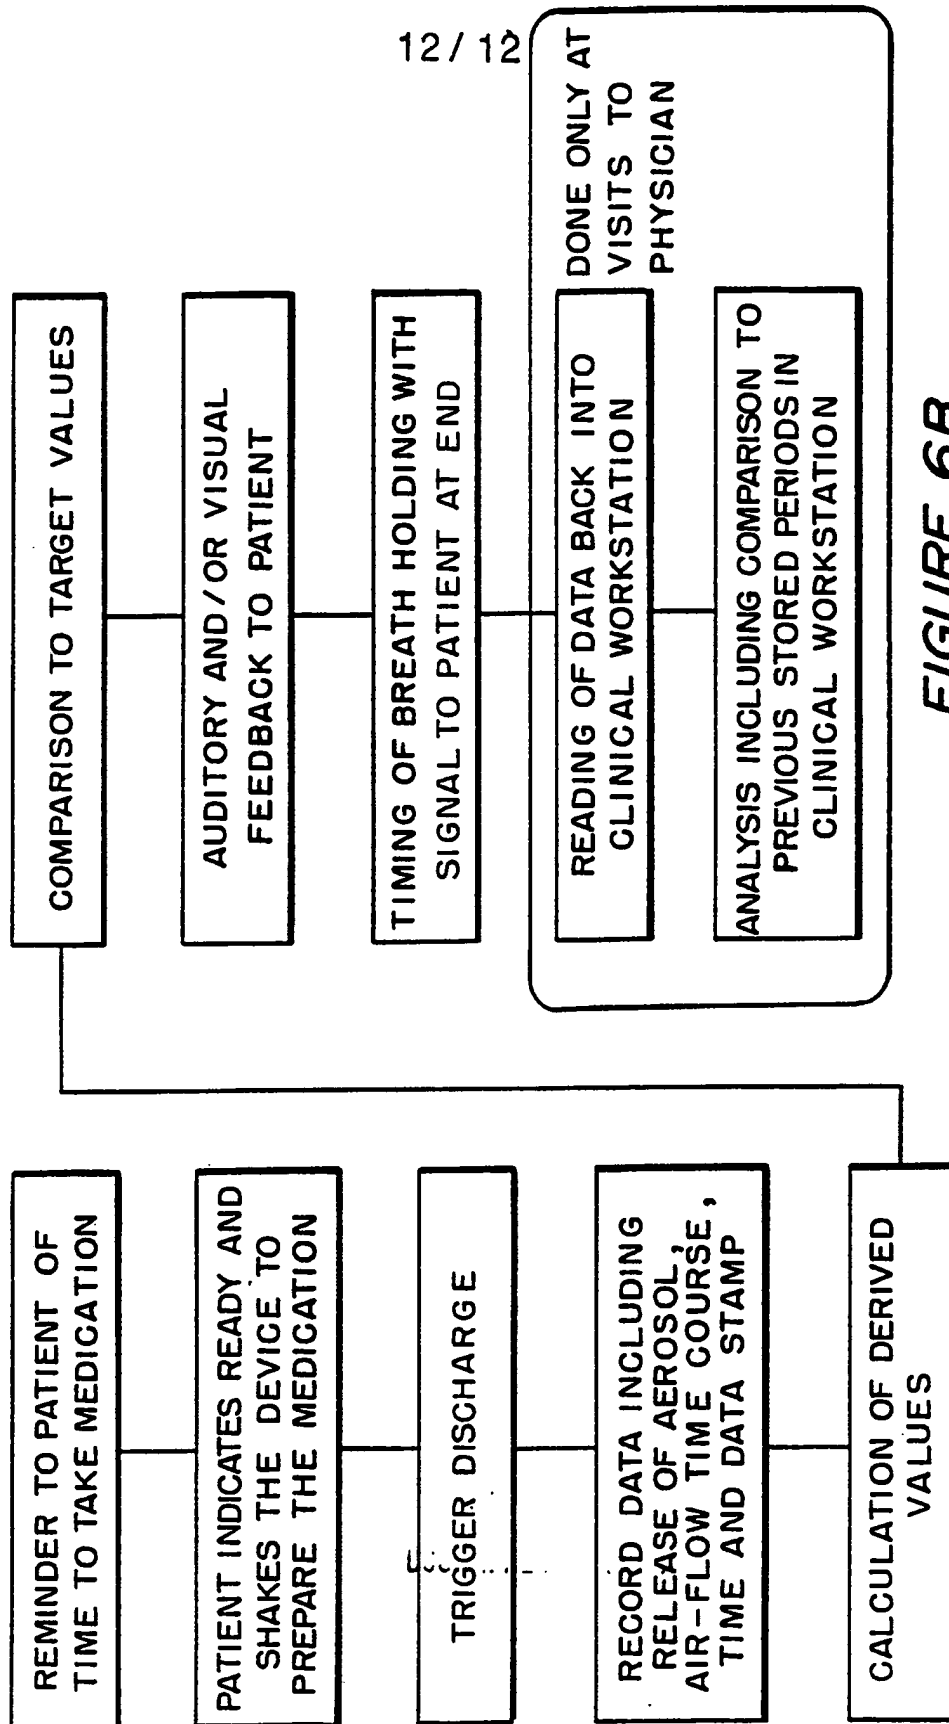 12/12
REMINDER TO PATIENT OF
TIME TO TAKE MEDICATION
PATIENT INDICATES READY AND
SHAKES THE DEVICE TO
PREPARE THE MEDICATION
TRIGGER DISCHARGE
RECORD DATA INCLUDING
RELEASE OF AEROSOL,
AIR-FLOW TIME COURSE,
TIME AND DATA STAMP
CALCULATION OF DERIVED
VALUES
COMPARISON TO TARGET VALUES
AUDITORY AND/OR VISUAL
FEEDBACK TO PATIENT
TIMING OF BREATH HOLDING WITH
SIGNAL TO PATIENT AT END
READING OF DATA BACK INTO
CLINICAL WORKSTATION
DONE ONLY AT
VISITS TO
PHYSICIAN
ANALYSIS INCLUDING COMPARISON TO
PREVIOUS STORED PERIODS IN
CLINICAL WORKSTATION
FIGURE 6B